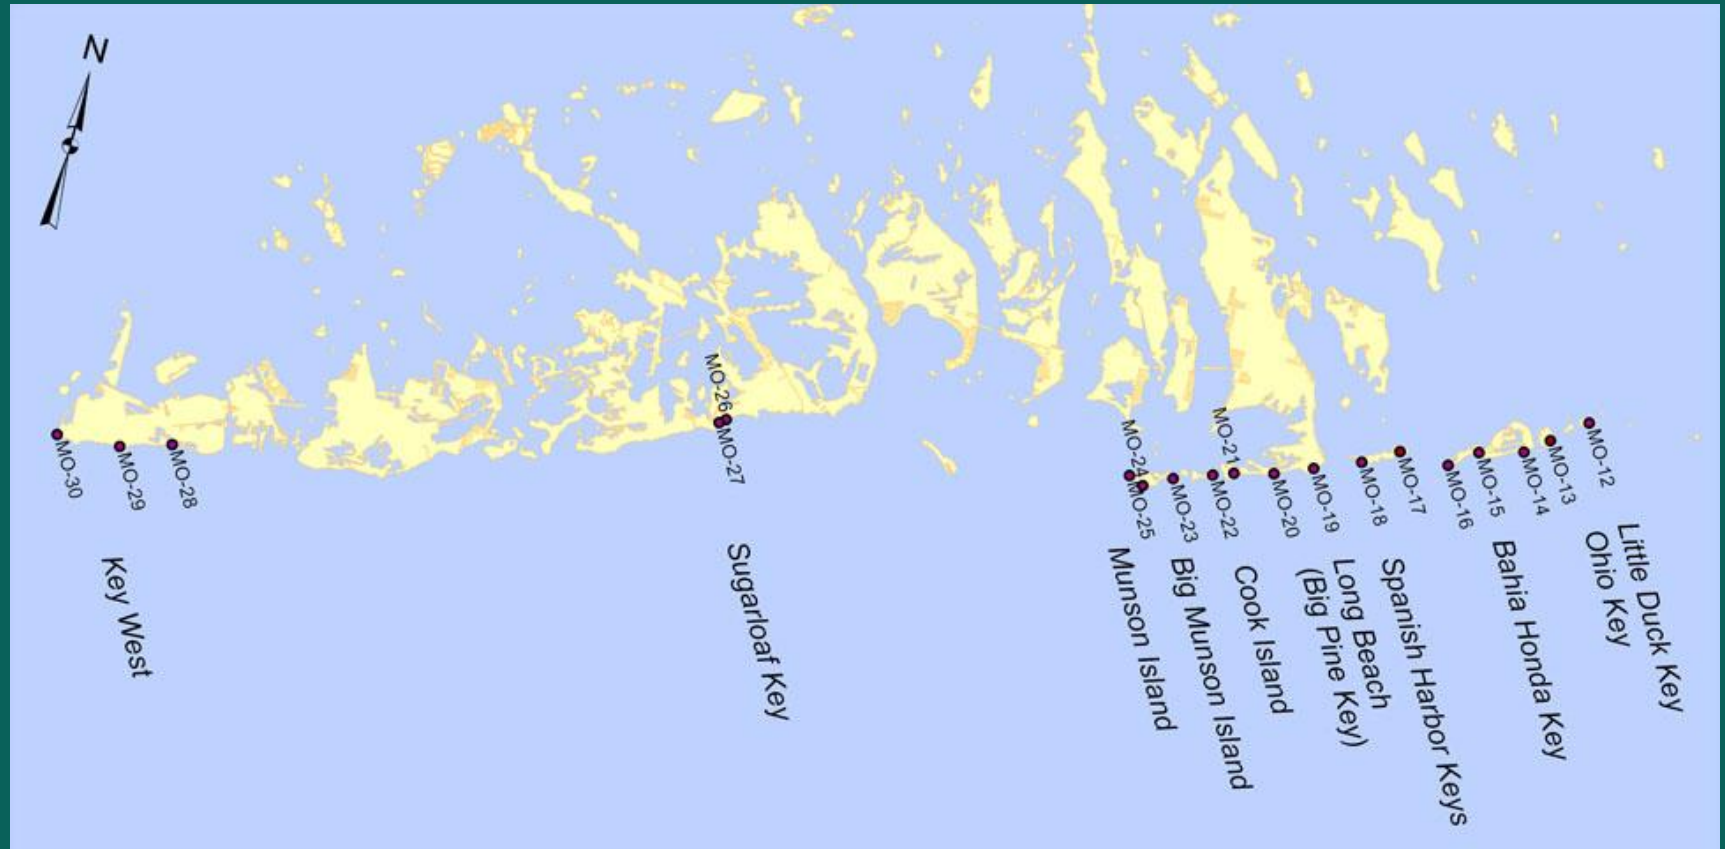 N
MO-30
MO-29
MO-28
MO-26
MO-27
MO-24
MO-25
MO-23
MO-22
MO-21
MO-20
MO-19
MO-18
MO-17
MO-16
MO-15
MO-14
MO-13
MO-12
Key West
Sugarloaf Key
Munson Island
Big Munson Island
Cook Island
Long Beach
(Big Pine Key)
Spanish Harbor Keys
Bahia Honda Key
Ohio Key
Little Duck Key